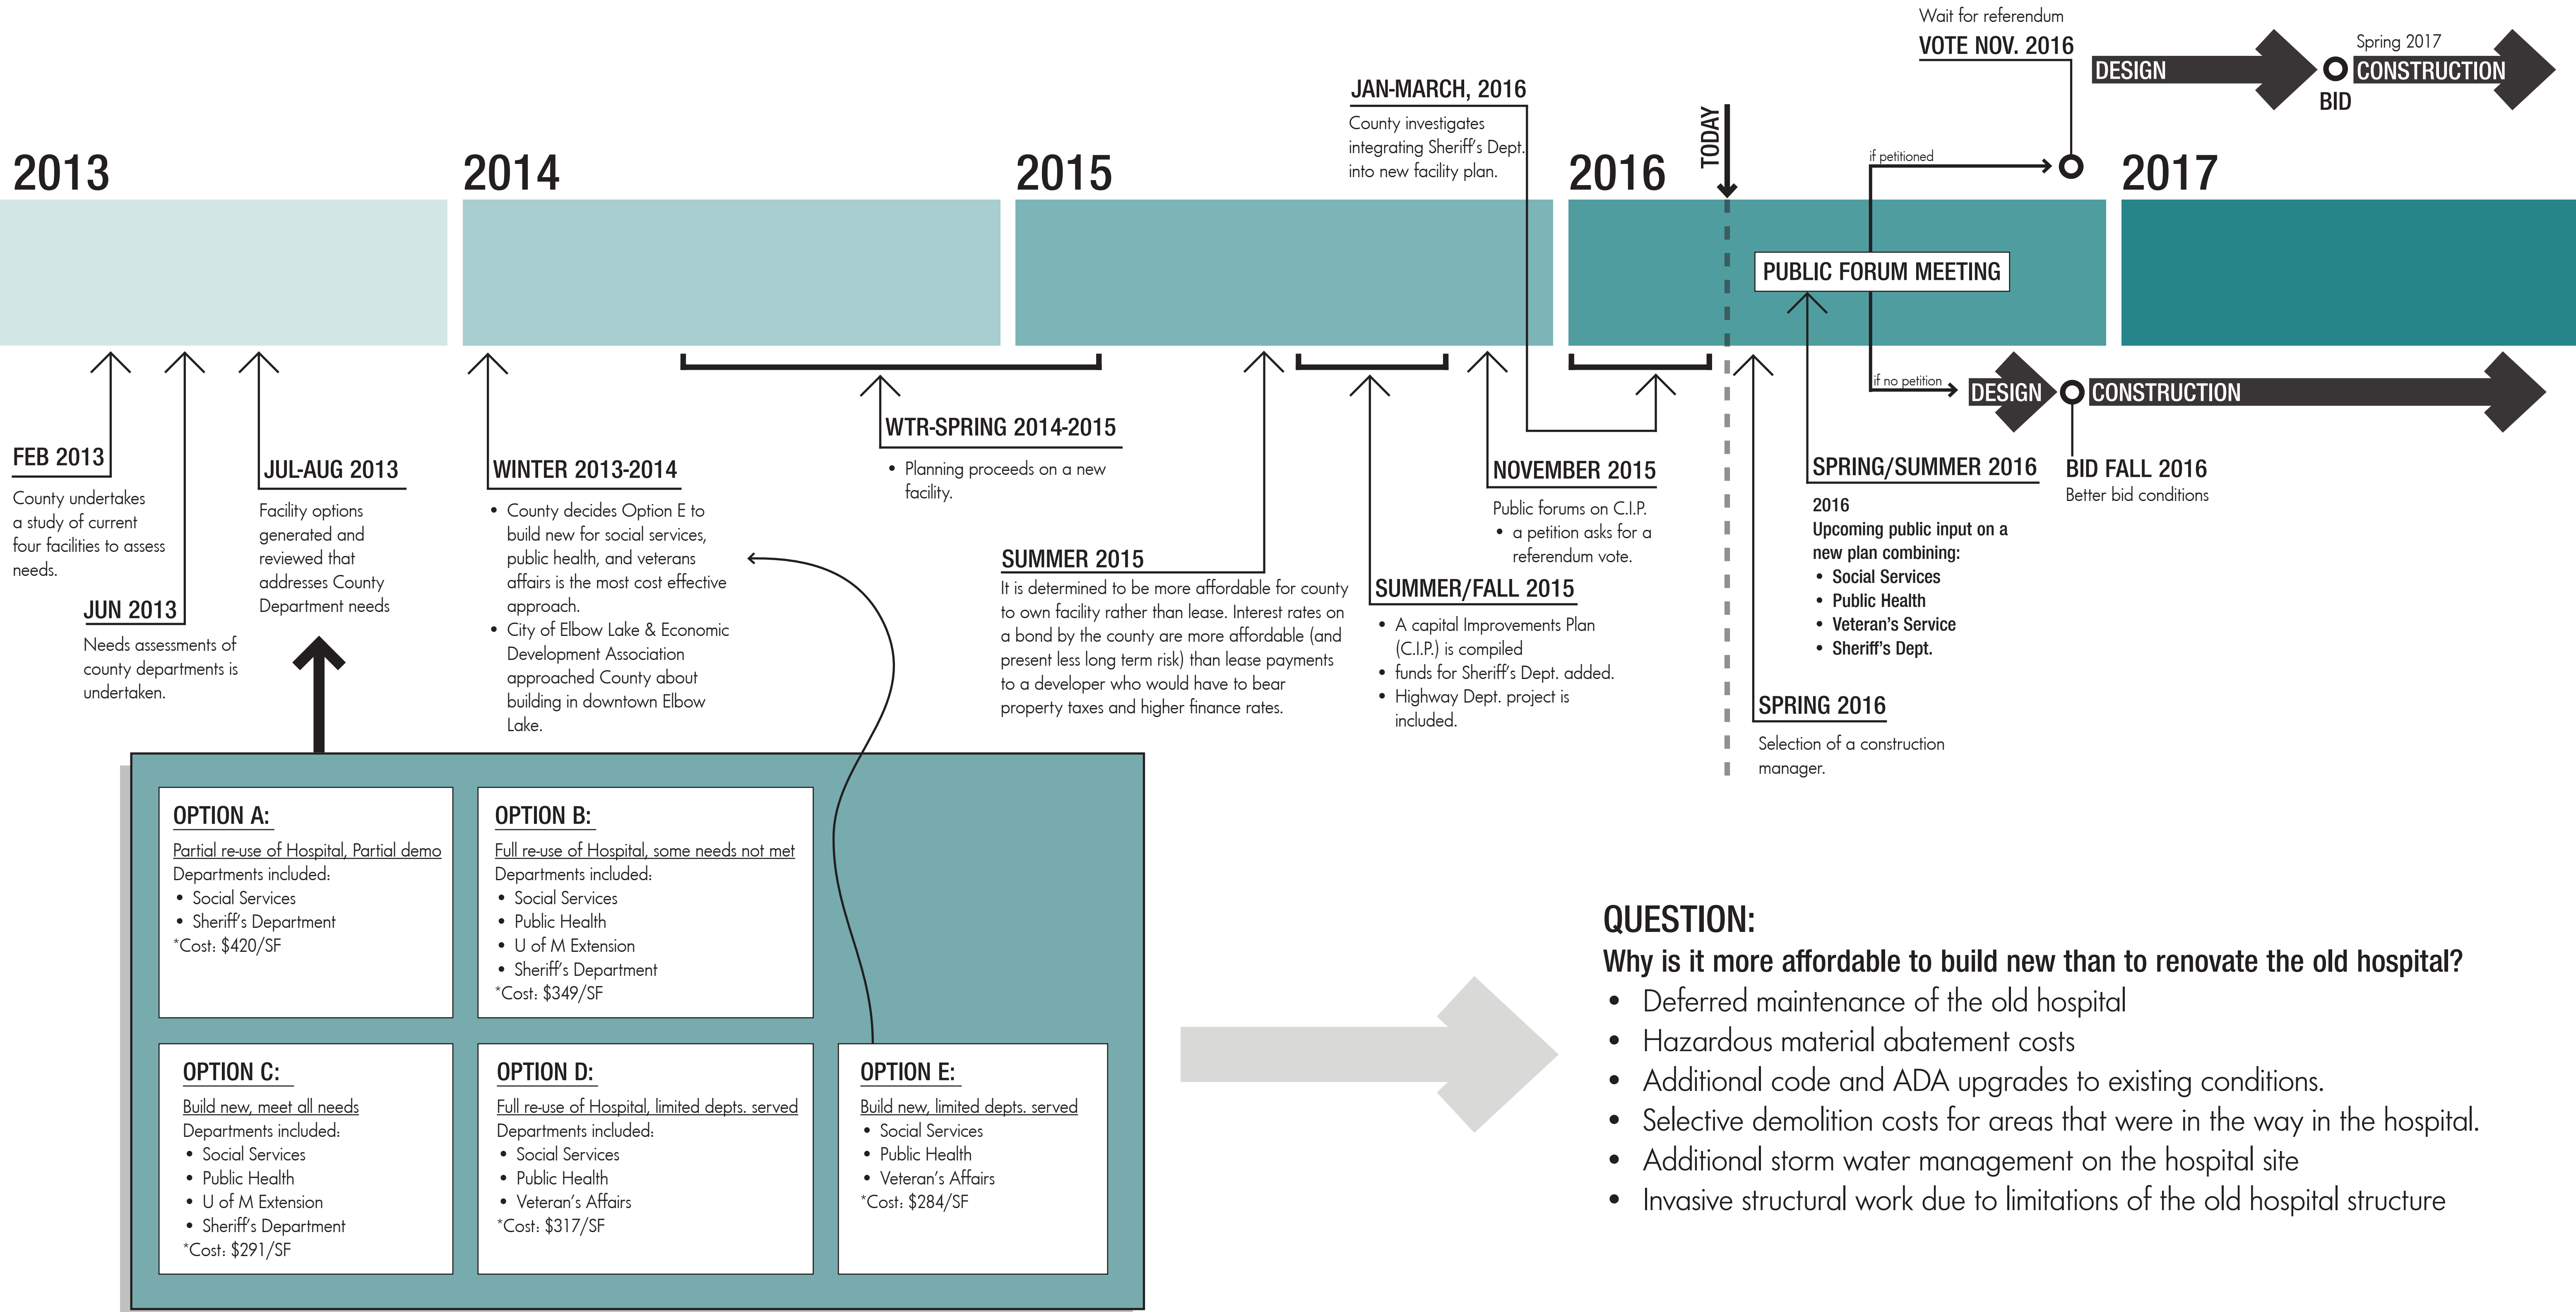 Wait for referendum
VOTE NOV. 2016
DESIGN
BID
Spring 2017
CONSTRUCTION
JAN-MARCH, 2016
County investigates
integrating Sheriff's Dept.
into new facility plan.
TODAY
if petitioned
2013
2014
2015
2016
2017
PUBLIC FORUM MEETING
if no petition
DESIGN
CONSTRUCTION
BID FALL 2016
Better bid conditions
FEB 2013
County undertakes
a study of current
four facilities to assess
needs.
JUN 2013
Needs assessments of
county departments is
undertaken.
JUL-AUG 2013
Facility options
generated and
reviewed that
addresses County
Department needs
WINTER 2013-2014
• County decides Option E to
build new for social services,
public health, and veterans
affairs is the most cost effective
approach.
• City of Elbow Lake & Economic
Development Association
approached County about
building in downtown Elbow
Lake.
WTR-SPRING 2014-2015
• Planning proceeds on a new
facility.
SUMMER 2015
It is determined to be more affordable for county
to own facility rather than lease. Interest rates on
a bond by the county are more affordable (and
present less long term risk) than lease payments
to a developer who would have to bear
property taxes and higher finance rates.
SUMMER/FALL 2015
• A capital Improvements Plan
(C.I.P.) is compiled
• funds for Sheriff's Dept. added.
• Highway Dept. project is
included.
NOVEMBER 2015
Public forums on C.I.P.
• a petition asks for a
referendum vote.
SPRING/SUMMER 2016
2016
Upcoming public input on a
new plan combining:
• Social Services
• Public Health
• Veteran's Service
• Sheriff's Dept.
SPRING 2016
Selection of a construction
manager.
OPTION A:
Partial re-use of Hospital, Partial demo
Departments included:
• Social Services
• Sheriff's Department
*Cost: $420/SF
OPTION B:
Full re-use of Hospital, some needs not met
Departments included:
• Social Services
• Public Health
• U of M Extension
• Sheriff's Department
*Cost: $349/SF
OPTION C:
Build new, meet all needs
Departments included:
• Social Services
• Public Health
• U of M Extension
• Sheriff's Department
*Cost: $291/SF
OPTION D:
Full re-use of Hospital, limited depts. served
Departments included:
• Social Services
• Public Health
• Veteran's Affairs
*Cost: $317/SF
OPTION E:
Build new, limited depts. served
• Social Services
• Public Health
• Veteran's Affairs
*Cost: $284/SF
QUESTION:
Why is it more affordable to build new than to renovate the old hospital?
• Deferred maintenance of the old hospital
• Hazardous material abatement costs
• Additional code and ADA upgrades to existing conditions.
• Selective demolition costs for areas that were in the way in the hospital.
• Additional storm water management on the hospital site
• Invasive structural work due to limitations of the old hospital structure